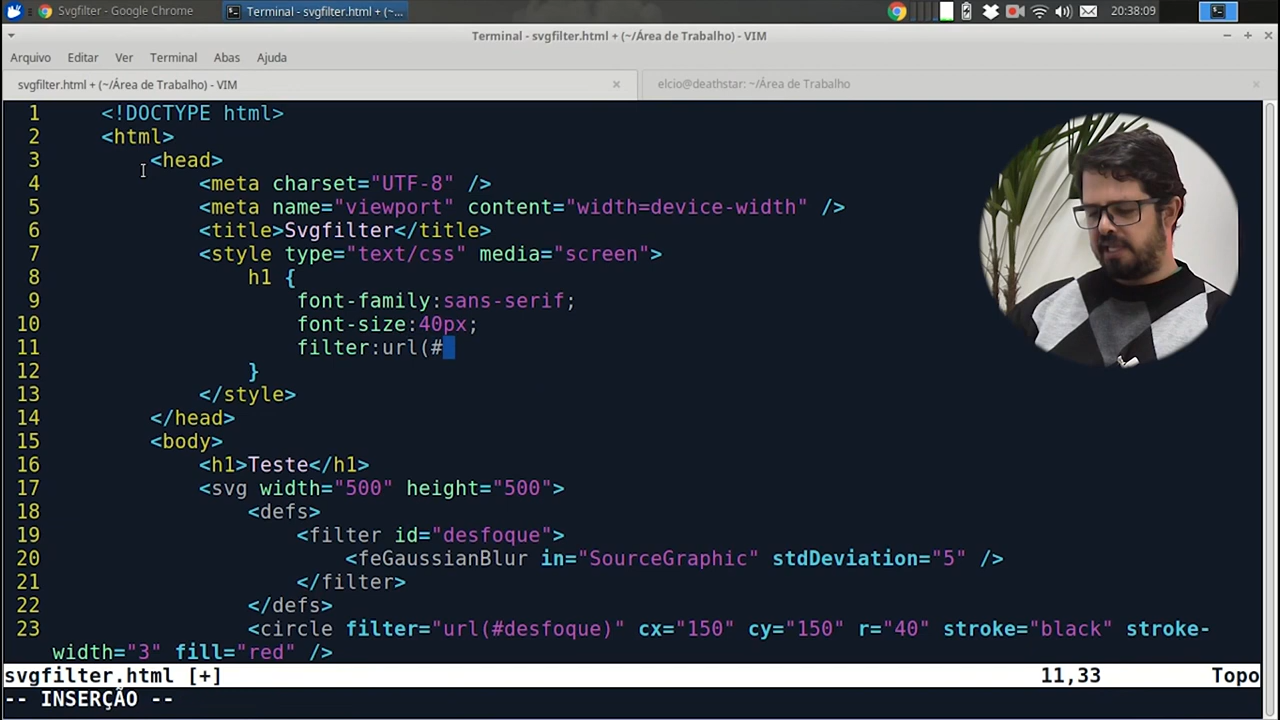 Svgfilter - Google Chrome
Terminal - svgfilter.html + (~...
20:38:09
Terminal - svgfilter.html + (~/Área de Trabalho) - VIM
Arquivo Editar Ver Terminal Abas Ajuda
svgfilter.html + (~/Área de Trabalho) - VIM
elcio@deathstar: ~/Área de Trabalho
1 <!DOCTYPE html>
2 <html>
3 <head>
4 <meta charset="UTF-8" />
5 <meta name="viewport" content="width=device-width" />
6 <title>Svgfilter</title>
7 <style type="text/css" media="screen">
8 h1 {
9 font-family:sans-serif;
10 font-size:40px;
11 filter:url(#
12 }
13 </style>
14 </head>
15 <body>
16 <h1>Teste</h1>
17 <svg width="500" height="500">
18 <defs>
19 <filter id="desfoque">
20 <feGaussianBlur in="SourceGraphic" stdDeviation="5" />
21 </filter>
22 </defs>
23 <circle filter="url(#desfoque)" cx="150" cy="150" r="40" stroke="black" stroke-
width="3" fill="red" />
svgfilter.html [+] 11,33 Topo
-- INSERÇÃO --